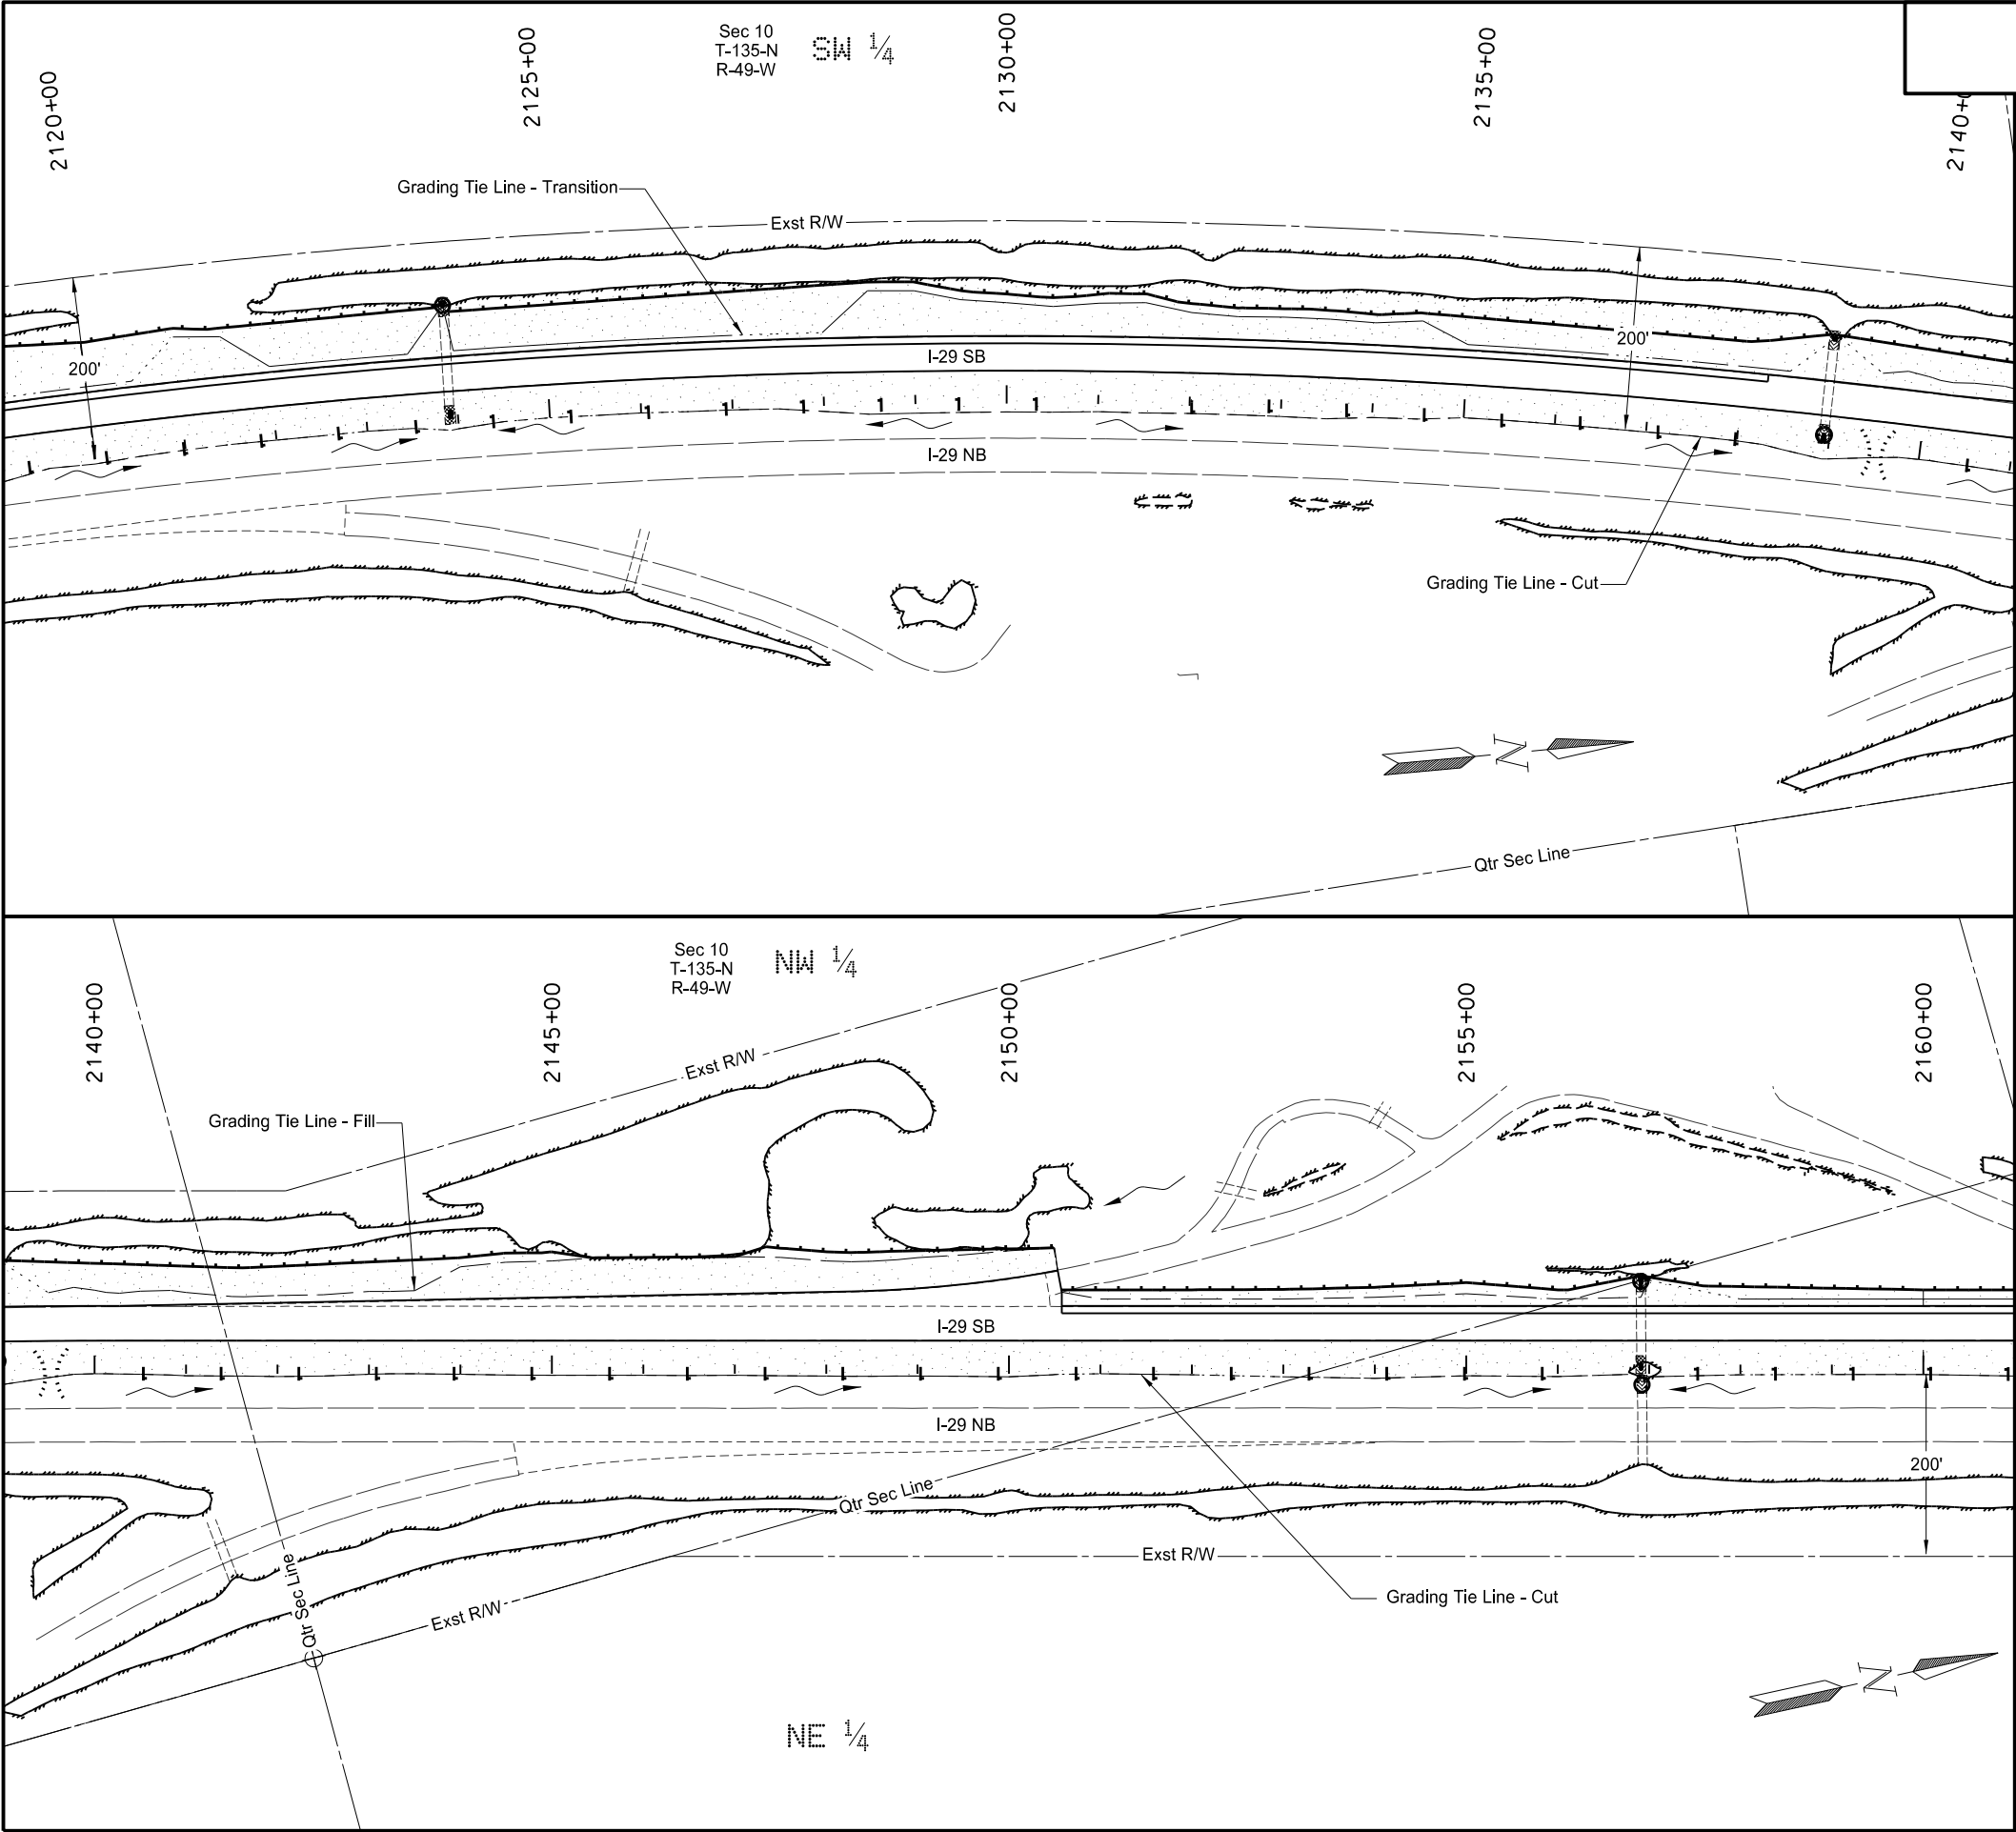 2120+00
2125+00
Sec 10
T-135-N
R-49-W
SW 1/4
2130+00
2135+00
2140+0
Grading Tie Line - Transition
Exst R/W
200'
I-29 SB
200'
I-29 NB
Grading Tie Line - Cut
N
Qtr Sec Line
2140+00
2145+00
Sec 10
T-135-N
R-49-W
NW 1/4
2150+00
2155+00
2160+00
Exst R/W
Grading Tie Line - Fill
I-29 SB
I-29 NB
200'
Qtr Sec Line
Exst R/W
Qtr Sec Line
Exst R/W
Grading Tie Line - Cut
N
NE 1/4